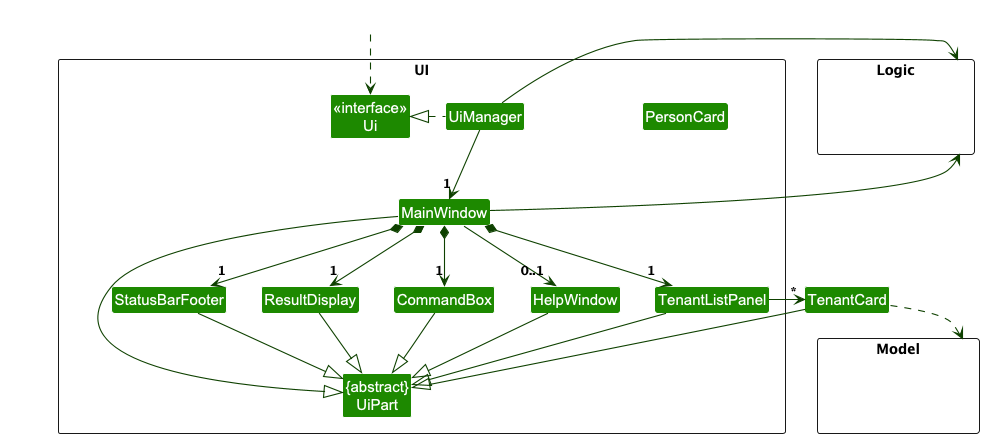 UI
Logic
«interface»
Ui
UiManager
PersonCard
1
MainWindow
1
1
1
0..1
1
*
StatusBarFooter
ResultDisplay
CommandBox
HelpWindow
TenantListPanel
TenantCard
Model
{abstract}
UiPart